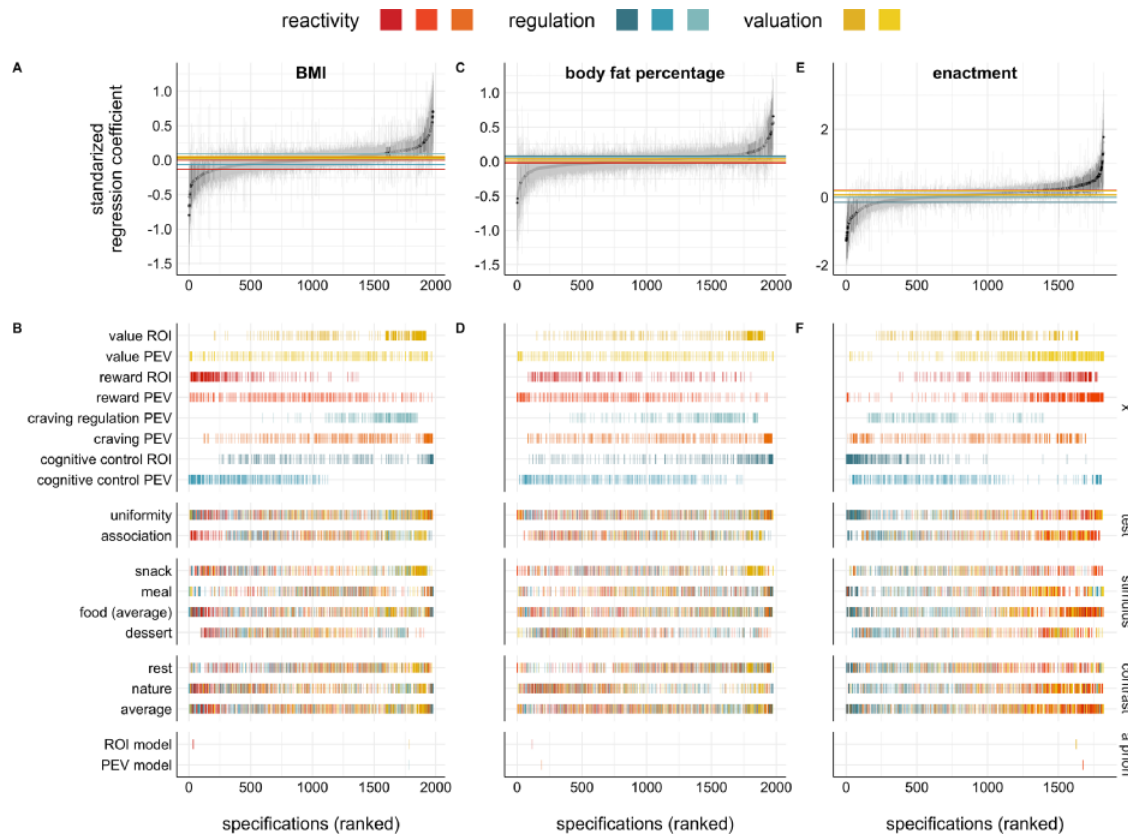 reactivity regulation valuation
A BMI C body fat percentage E enactment
standarized
regression coefficient
1.0 1.0
0.5 0.5 2
0.0 0.0 0
-0.5 -0.5
-1.0 -1.0 -2
-1.5 -1.5
0 500 1000 1500 2000 0 500 1000 1500 2000 0 500 1000 1500
B D F
value ROI
value PEV
reward ROI
reward PEV
craving regulation PEV
craving PEV
cognitive control ROI
cognitive control PEV
x
uniformity
association
test
snack
meal
food (average)
dessert
stimulus
rest
nature
average
contrast
ROI model
PEV model
a priori
0 500 1000 1500 2000 0 500 1000 1500 2000 0 500 1000 1500
specifications (ranked) specifications (ranked) specifications (ranked)